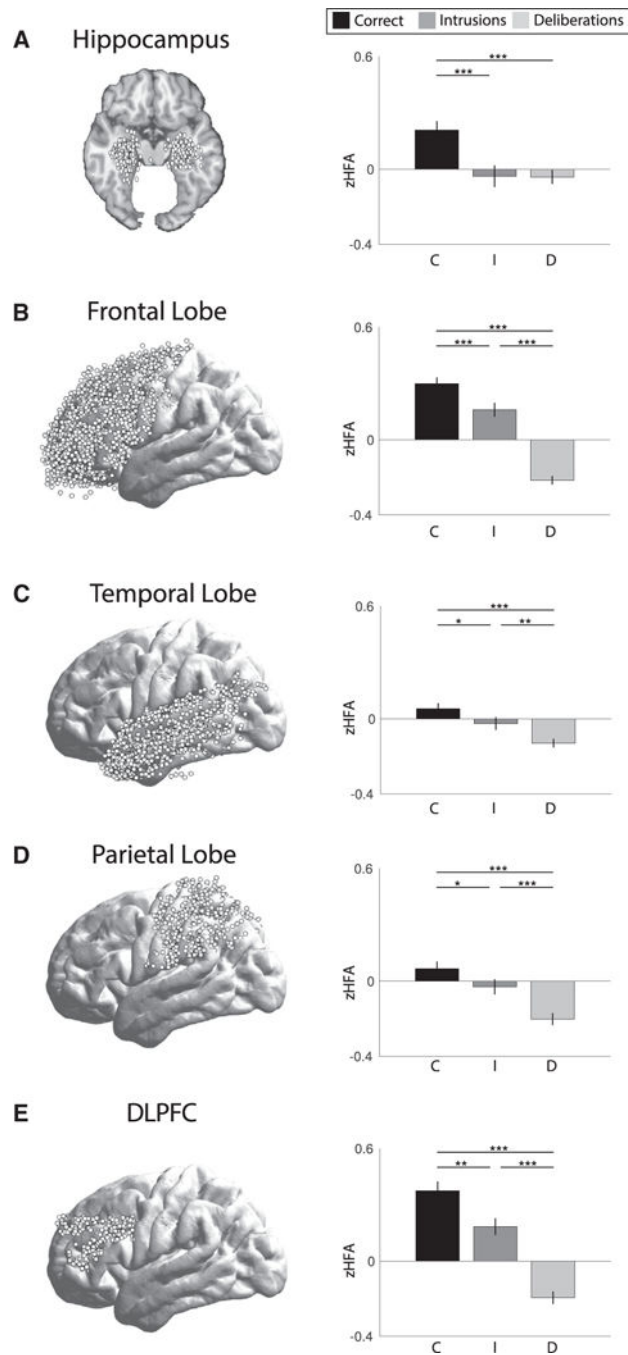 Correct Intrusions Deliberations
A Hippocampus
0.6
***
***
zHFA
0
-0.4
C I D
B Frontal Lobe
0.6
***
*** ***
zHFA
0
-0.4
C I D
C Temporal Lobe
0.6
***
* **
zHFA
0
-0.4
C I D
D Parietal Lobe
0.6
***
* ***
zHFA
0
-0.4
C I D
E DLPFC
0.6
***
** ***
zHFA
0
-0.4
C I D